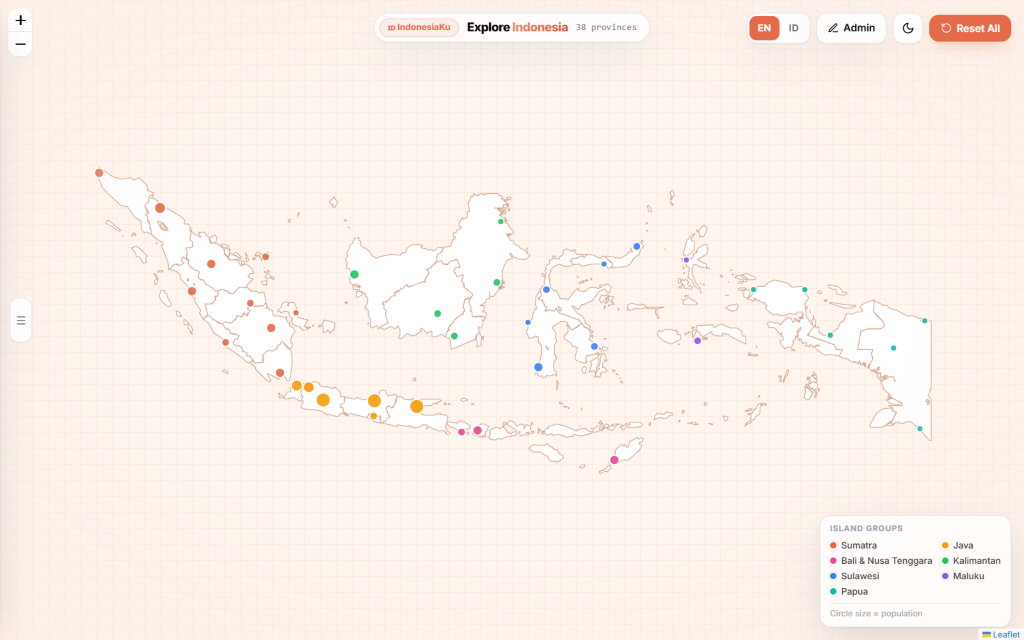 +
−
ID IndonesiaKu Explore Indonesia 38 provinces
EN ID
Admin
Reset All
ISLAND GROUPS
Sumatra Java
Bali & Nusa Tenggara Kalimantan
Sulawesi Maluku
Papua
Circle size ≈ population
Leaflet